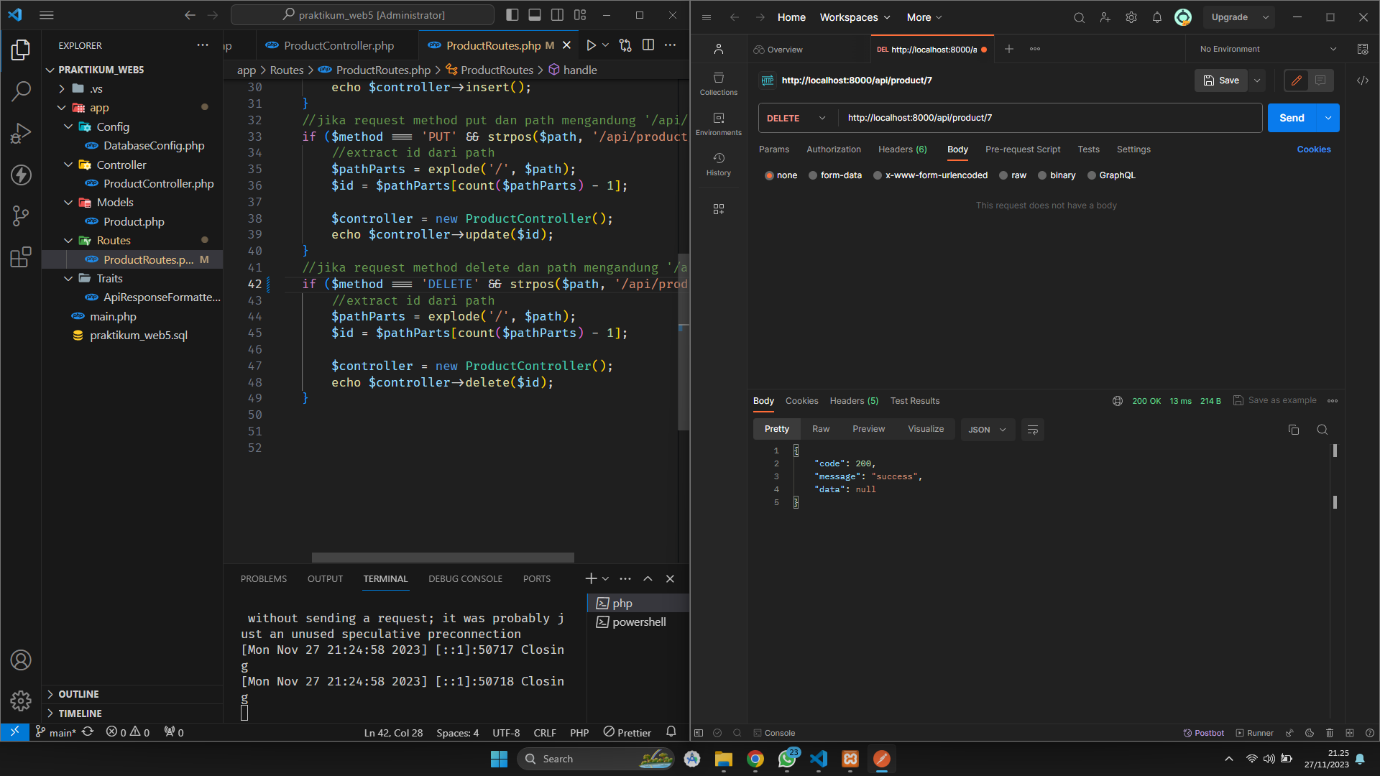 praktikum_web5 [Administrator]
EXPLORER
PRAKTIKUM_WEB5
.vs
app
Config
DatabaseConfig.php
Controller
ProductController.php
Models
Product.php
Routes
ProductRoutes.p... M
Traits
ApiResponseFormatte...
main.php
praktikum_web5.sql
OUTLINE
TIMELINE
ProductController.php
ProductRoutes.php M
app > Routes > ProductRoutes.php > ProductRoutes > handle
30 echo $controller->insert();
31 }
32 //jika request method put dan path mengandung '/api/
33 if ($method === 'PUT' && strpos($path, '/api/product
34 //extract id dari path
35 $pathParts = explode('/', $path);
36 $id = $pathParts[count($pathParts) - 1];
37
38 $controller = new ProductController();
39 echo $controller->update($id);
40 }
41 //jika request method delete dan path mengandung '/a
42 if ($method === 'DELETE' && strpos($path, '/api/prod
43 //extract id dari path
44 $pathParts = explode('/', $path);
45 $id = $pathParts[count($pathParts) - 1];
46
47 $controller = new ProductController();
48 echo $controller->delete($id);
49 }
50
51
52
PROBLEMS OUTPUT TERMINAL DEBUG CONSOLE PORTS
without sending a request; it was probably j
ust an unused speculative preconnection
[Mon Nov 27 21:24:58 2023] [::1]:50717 Closin
g
[Mon Nov 27 21:24:58 2023] [::1]:50718 Closin
g
php
powershell
main* 0 0 0 Ln 42, Col 28 Spaces: 4 UTF-8 CRLF PHP Prettier
Home Workspaces More Upgrade
Overview DEL http://localhost:8000/a No Environment
Collections
Environments
History
http://localhost:8000/api/product/7 Save
DELETE http://localhost:8000/api/product/7 Send
Params Authorization Headers (6) Body Pre-request Script Tests Settings Cookies
none form-data x-www-form-urlencoded raw binary GraphQL
This request does not have a body
Body Cookies Headers (5) Test Results 200 OK 13 ms 214 B Save as example
Pretty Raw Preview Visualize JSON
1 {
2 "code": 200,
3 "message": "success",
4 "data": null
5 }
Console Postbot Runner
Search
23
21.25
27/11/2023